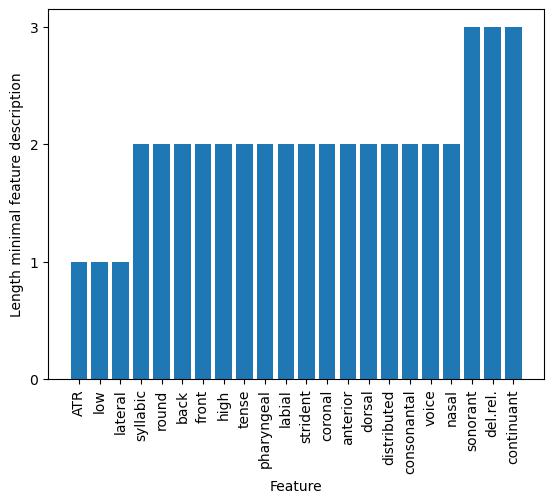 Length minimal feature description
3
2
1
0
ATR
low
lateral
syllabic
round
back
front
high
tense
pharyngeal
labial
strident
coronal
anterior
dorsal
distributed
consonantal
voice
nasal
sonorant
del.rel.
continuant
Feature